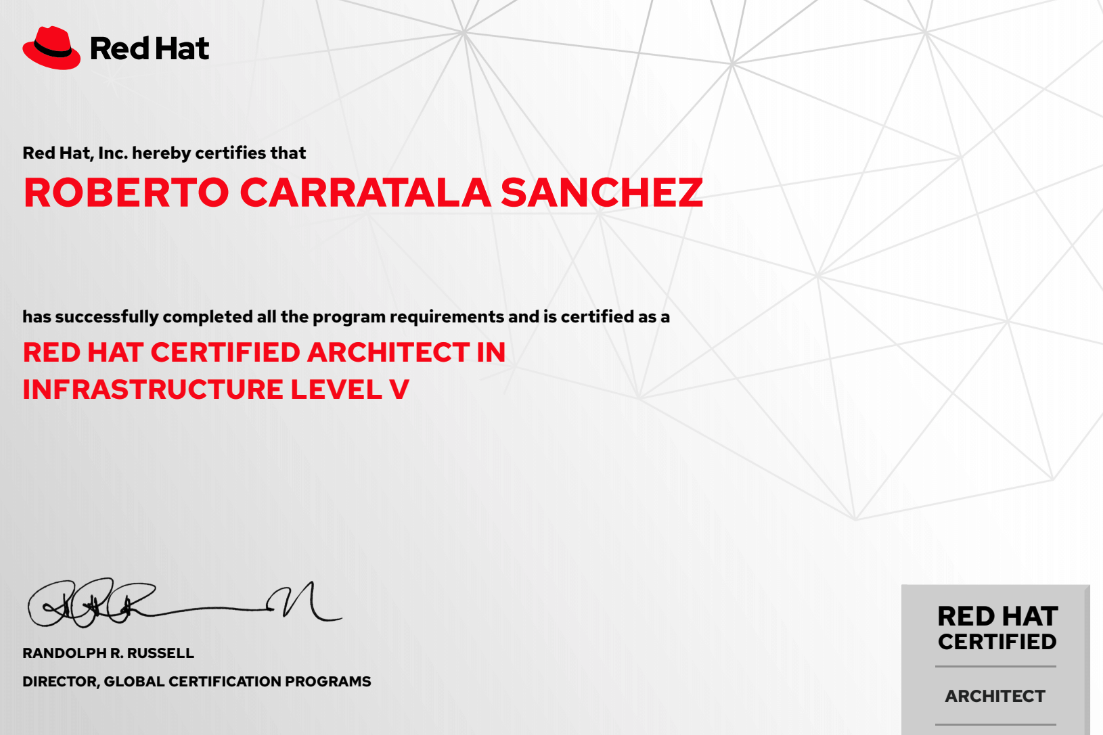 Red Hat
Red Hat, Inc. hereby certifies that
ROBERTO CARRATALA SANCHEZ
has successfully completed all the program requirements and is certified as a
RED HAT CERTIFIED ARCHITECT IN
INFRASTRUCTURE LEVEL V
RANDOLPH R. RUSSELL
DIRECTOR, GLOBAL CERTIFICATION PROGRAMS
RED HAT
CERTIFIED
ARCHITECT